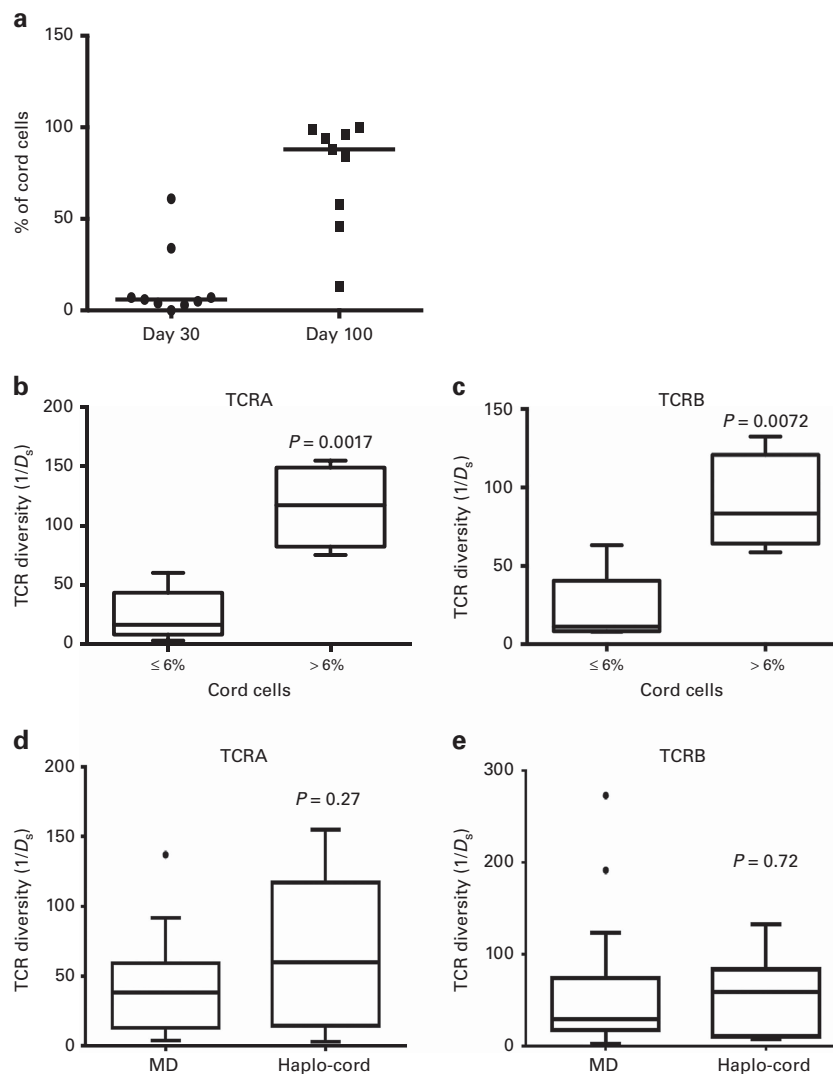 a
150
100
50
0
% of cord cells
Day 30 Day 100
b
TCRA
200
150
100
50
0
TCR diversity (1/Ds)
P = 0.0017
≤ 6% > 6%
Cord cells
c
TCRB
150
100
50
0
TCR diversity (1/Ds)
P = 0.0072
≤ 6% > 6%
Cord cells
d
TCRA
200
150
100
50
0
TCR diversity (1/Ds)
P = 0.27
MD Haplo-cord
e
TCRB
300
200
100
0
TCR diversity (1/Ds)
P = 0.72
MD Haplo-cord